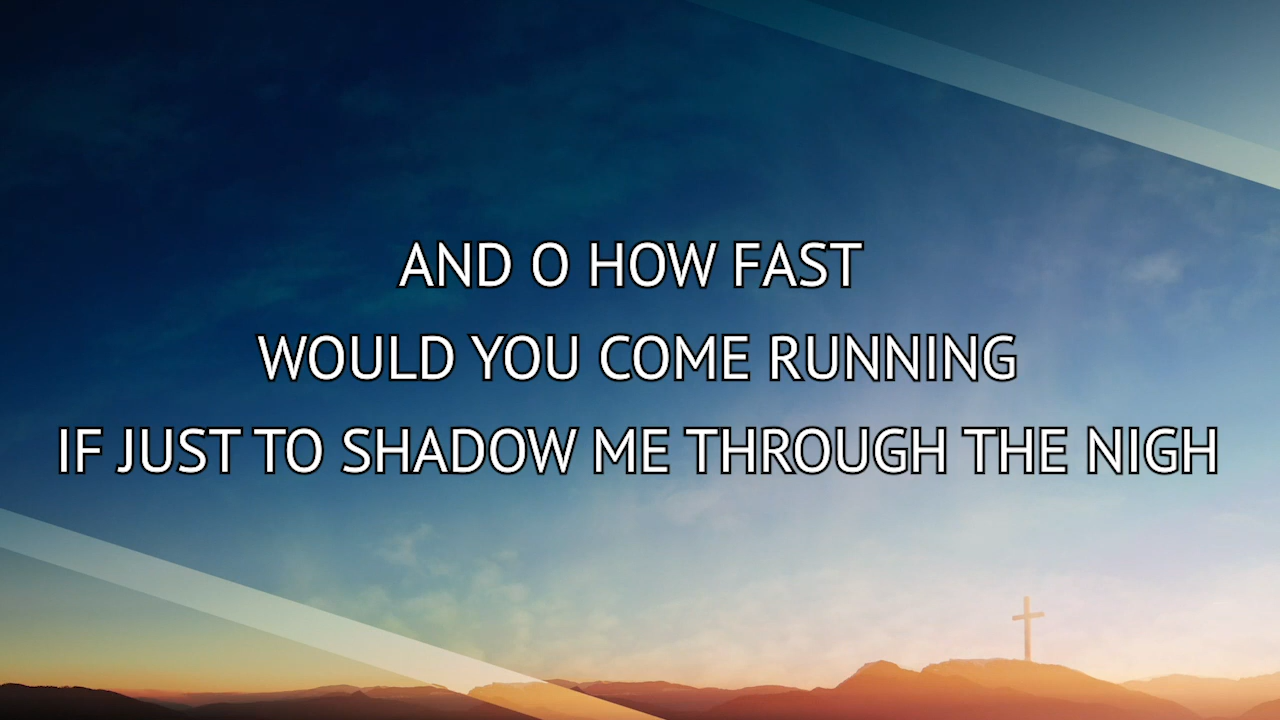 AND O HOW FAST
WOULD YOU COME RUNNING
IF JUST TO SHADOW ME THROUGH THE NIGH